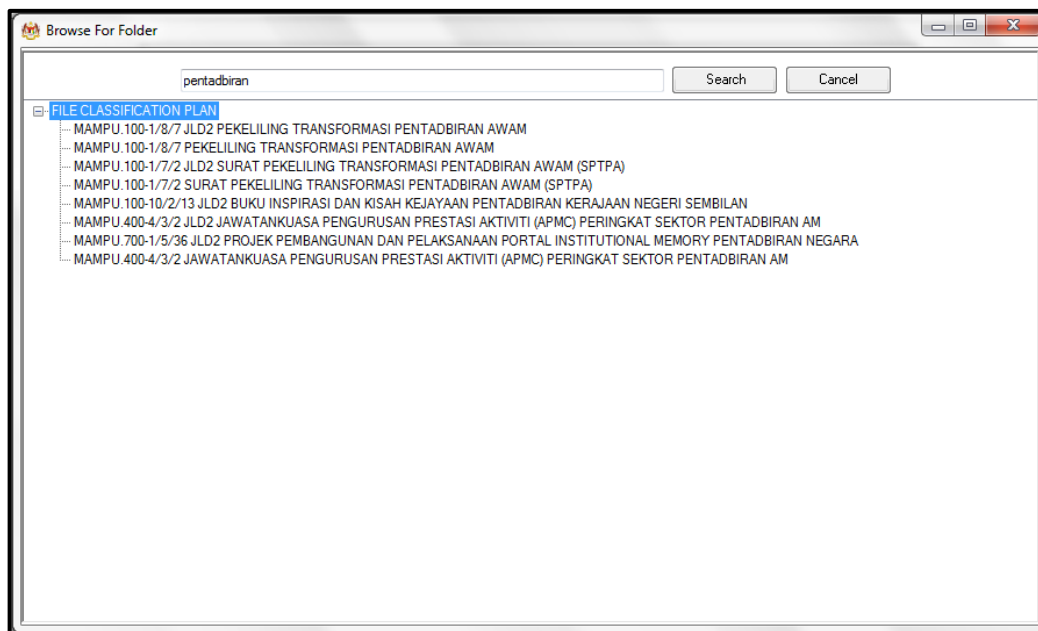 Browse For Folder
pentadbiran Search Cancel
FILE CLASSIFICATION PLAN
MAMPU.100-1/8/7 JLD2 PEKELILING TRANSFORMASI PENTADBIRAN AWAM
MAMPU.100-1/8/7 PEKELILING TRANSFORMASI PENTADBIRAN AWAM
MAMPU.100-1/7/2 JLD2 SURAT PEKELILING TRANSFORMASI PENTADBIRAN AWAM (SPTPA)
MAMPU.100-1/7/2 SURAT PEKELILING TRANSFORMASI PENTADBIRAN AWAM (SPTPA)
MAMPU.100-10/2/13 JLD2 BUKU INSPIRASI DAN KISAH KEJAYAAN PENTADBIRAN KERAJAAN NEGERI SEMBILAN
MAMPU.400-4/3/2 JLD2 JAWATANKUASA PENGURUSAN PRESTASI AKTIVITI (APMC) PERINGKAT SEKTOR PENTADBIRAN AM
MAMPU.700-1/5/36 JLD2 PROJEK PEMBANGUNAN DAN PELAKSANAAN PORTAL INSTITUTIONAL MEMORY PENTADBIRAN NEGARA
MAMPU.400-4/3/2 JAWATANKUASA PENGURUSAN PRESTASI AKTIVITI (APMC) PERINGKAT SEKTOR PENTADBIRAN AM